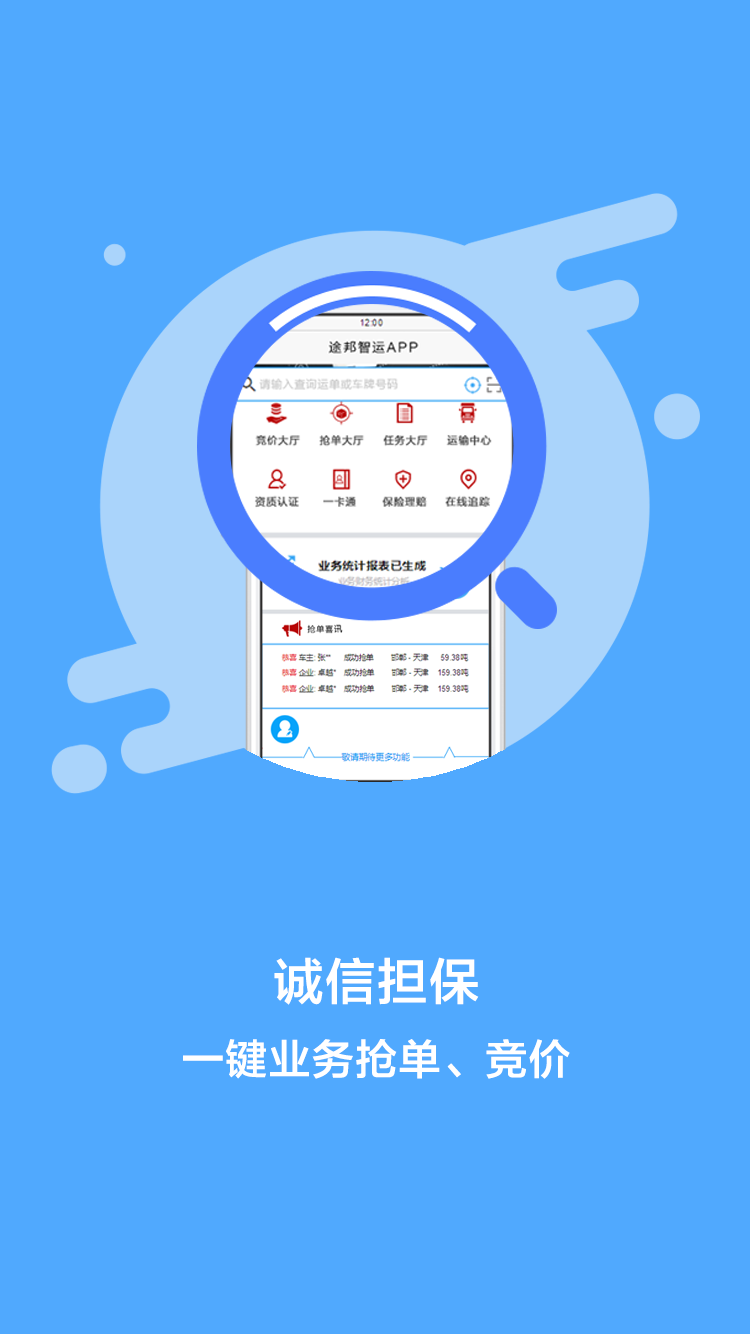 12:00
途邦智运APP
请输入查询运单或车牌号码
竞价大厅 抢单大厅 任务大厅 运输中心
资质认证 一卡通 保险理赔 在线追踪
业务统计报表已生成
业务财务统计分析
抢单喜讯
恭喜 车主: 张** 成功抢单 邯郸 - 天津 59.38吨
恭喜 企业: 卓越* 成功抢单 邯郸 - 天津 159.38吨
恭喜 企业: 卓越* 成功抢单 邯郸 - 天津 159.38吨
敬请期待更多功能
诚信担保
一键业务抢单、竞价